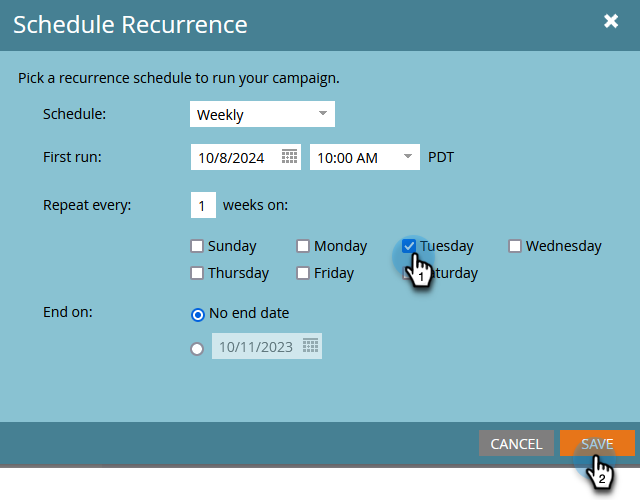 Schedule Recurrence
Pick a recurrence schedule to run your campaign.
Schedule: Weekly
First run: 10/8/2024 10:00 AM PDT
Repeat every: 1 weeks on:
Sunday Monday Tuesday Wednesday
Thursday Friday Saturday
1
End on: No end date
10/11/2023
CANCEL SAVE
2